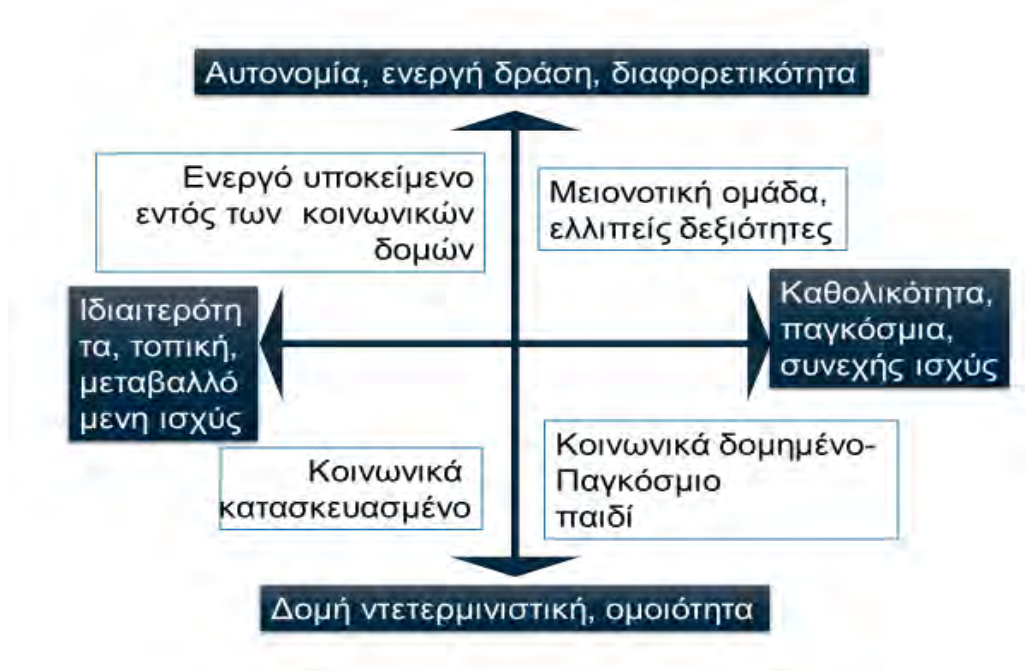 Αυτονομία, ενεργή δράση, διαφορετικότητα
Ενεργό υποκείμενο
εντός των κοινωνικών
δομών
Μειονοτική ομάδα,
ελλιπείς δεξιότητες
Ιδιαιτερότη
τα, τοπική,
μεταβαλλό
μενη ισχύς
Καθολικότητα,
παγκόσμια,
συνεχής ισχύς
Κοινωνικά
κατασκευασμένο
Κοινωνικά δομημένο-
Παγκόσμιο
παιδί
Δομή ντετερμινιστική, ομοιότητα